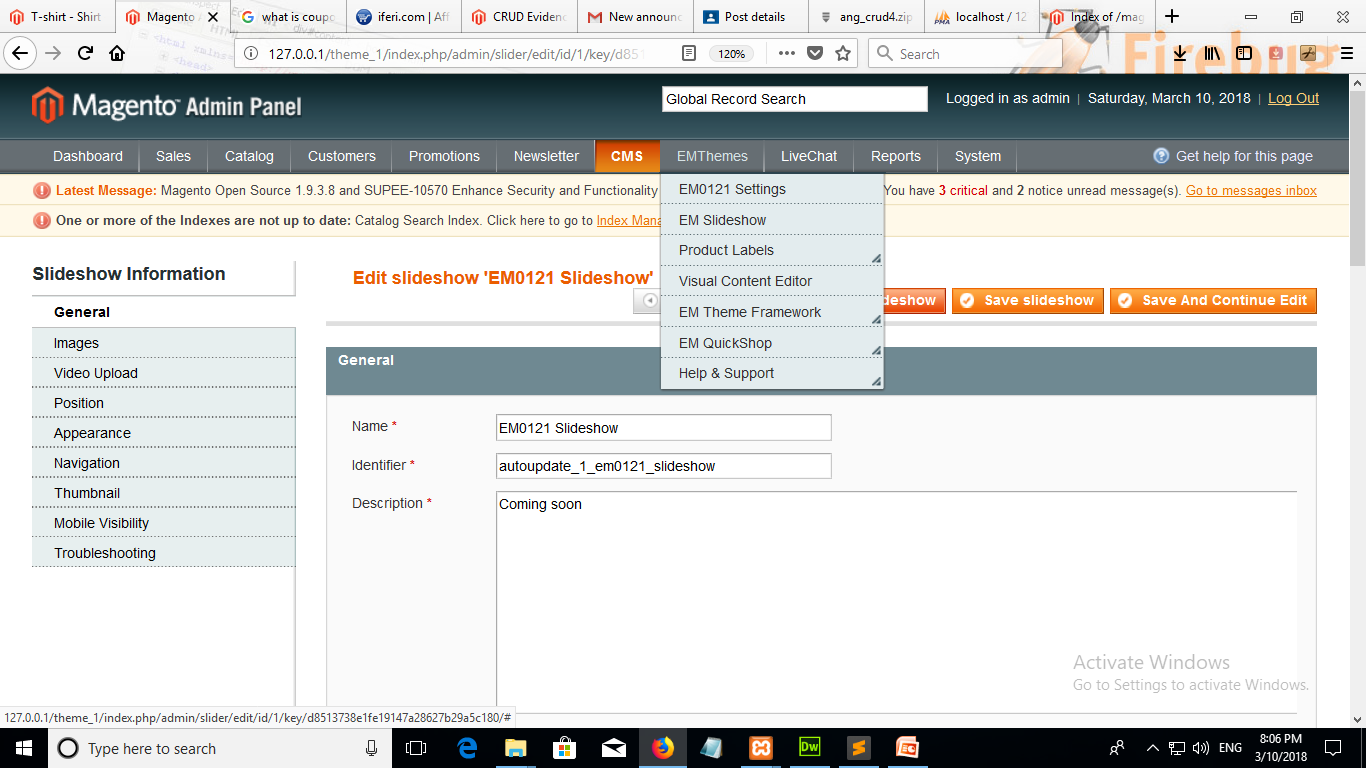 T-shirt - Shirt
Magento
what is coup
iferi.com | Aff
CRUD Eviden
New announc
Post details
ang_crud4.zip
localhost / 12
Index of /mag
127.0.0.1/theme_1/index.php/admin/slider/edit/id/1/key/d851
120%
Search
Firebug
Magento Admin Panel
Global Record Search
Logged in as admin | Saturday, March 10, 2018 | Log Out
Dashboard
Sales
Catalog
Customers
Promotions
Newsletter
CMS
EMThemes
LiveChat
Reports
System
Get help for this page
Latest Message: Magento Open Source 1.9.3.8 and SUPEE-10570 Enhance Security and Functionality
You have 3 critical and 2 notice unread message(s). Go to messages inbox
One or more of the Indexes are not up to date: Catalog Search Index. Click here to go to Index Mana
EM0121 Settings
EM Slideshow
Product Labels
Visual Content Editor
EM Theme Framework
EM QuickShop
Help & Support
Slideshow Information
General
Images
Video Upload
Position
Appearance
Navigation
Thumbnail
Mobile Visibility
Troubleshooting
Edit slideshow 'EM0121 Slideshow'
deshow
Save slideshow
Save And Continue Edit
General
Name *
EM0121 Slideshow
Identifier *
autoupdate_1_em0121_slideshow
Description *
Coming soon
Activate Windows
Go to Settings to activate Windows.
127.0.0.1/theme_1/index.php/admin/slider/edit/id/1/key/d8513738e1fe19147a28627b29a5c180/#
Type here to search
Dw
ENG
8:06 PM
3/10/2018